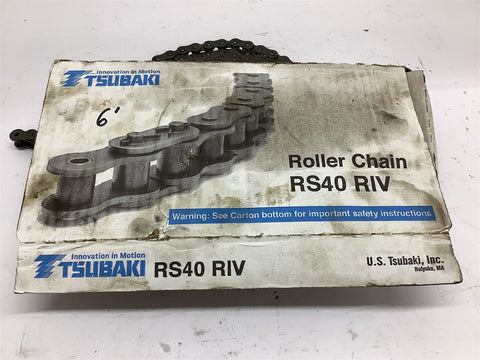 Innovation in Motion
TSUBAKI
6'
Roller Chain
RS40 RIV
Warning: See Carton bottom for important safety instructions
Innovation in Motion
TSUBAKI RS40 RIV
U.S. Tsubaki, Inc.
Holyoke, MA